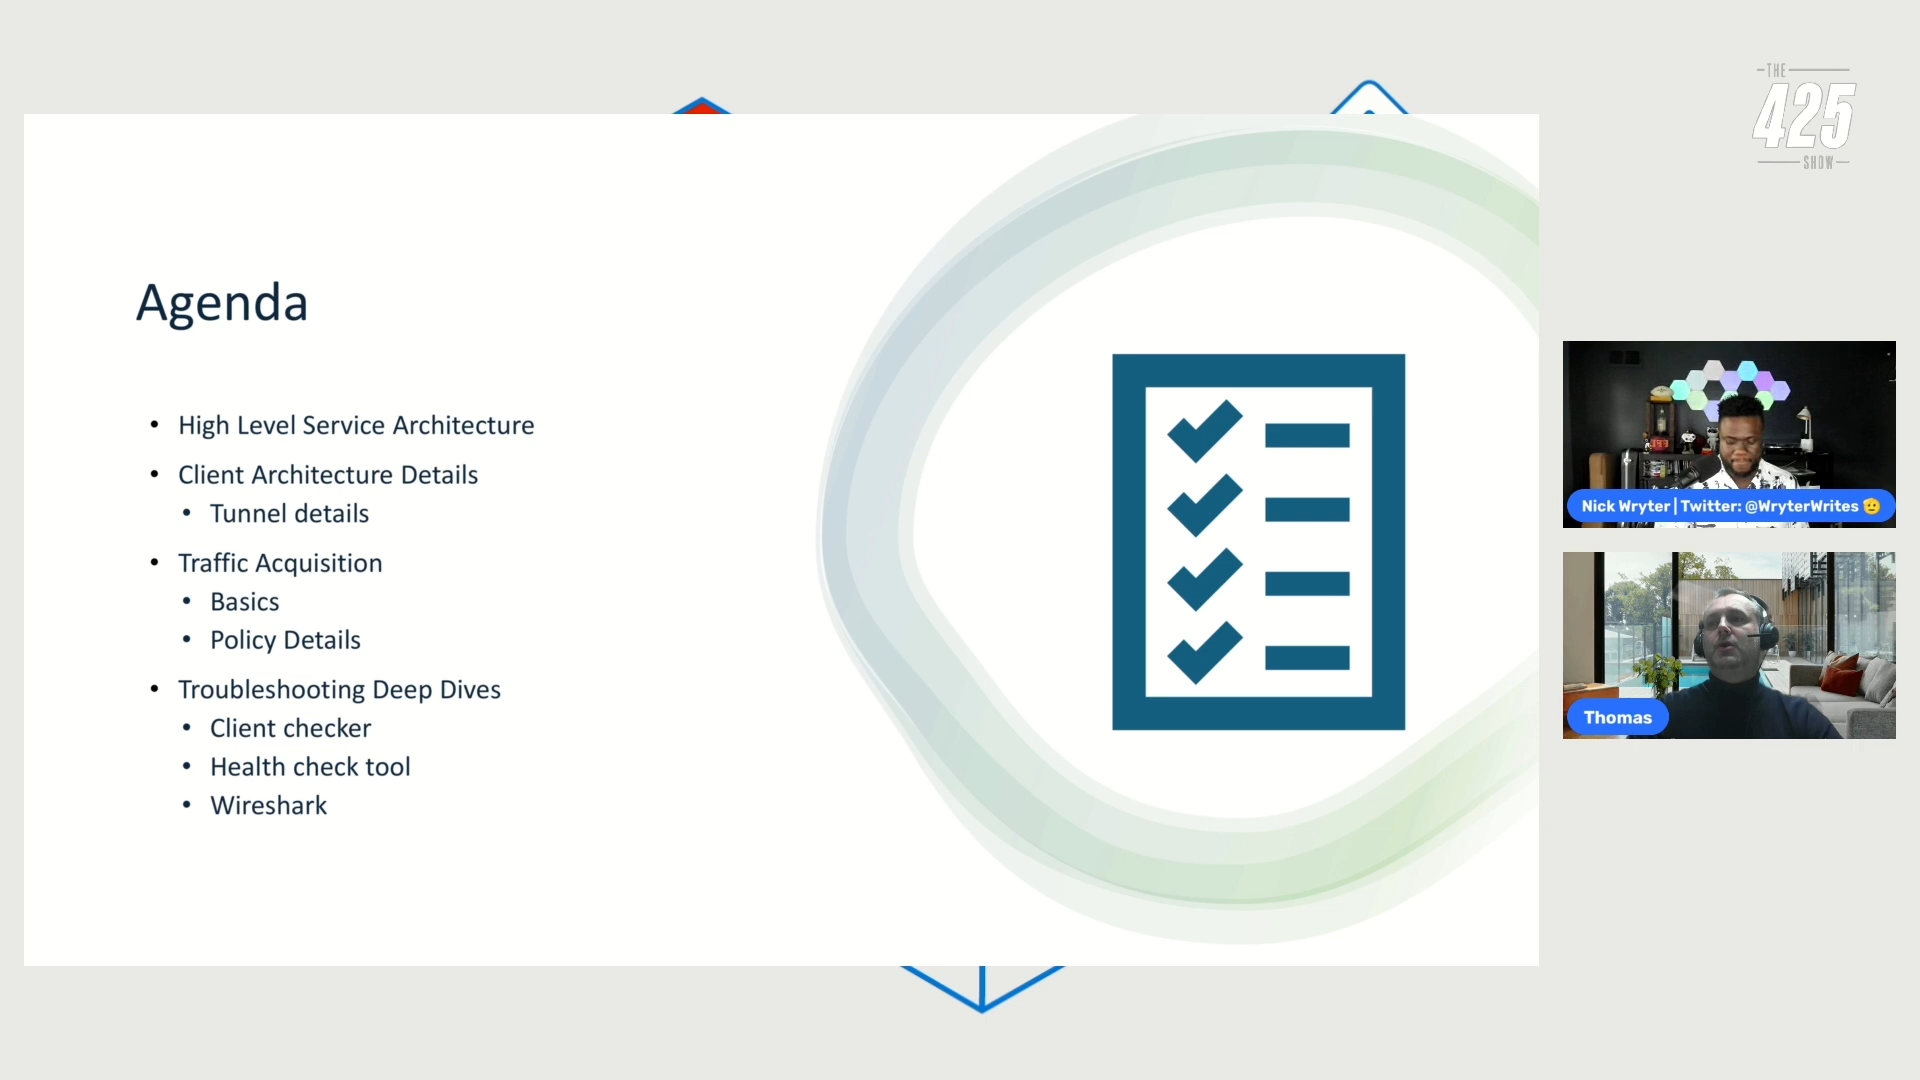 THE
425
SHOW
Agenda
• High Level Service Architecture
• Client Architecture Details
• Tunnel details
• Traffic Acquisition
• Basics
• Policy Details
• Troubleshooting Deep Dives
• Client checker
• Health check tool
• Wireshark
Nick Wryter | Twitter: @WryterWrites 🫡
Thomas